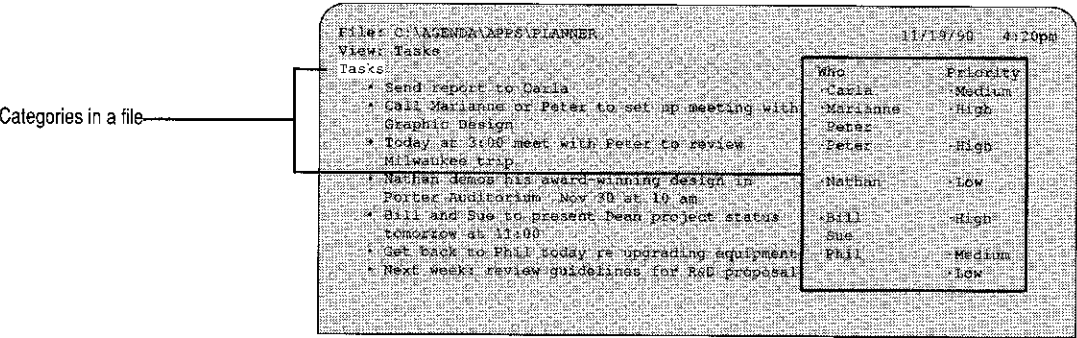 File: C:\AGENDA\APPS\PLANNER 11/19/90 4:20pm
View: Tasks
Tasks Who Priority
• Send report to Carla ·Carla ·Medium
• Call Marianne or Peter to set up meeting with ·Marianne ·High
Graphic Design Peter
• Today at 3:00 meet with Peter to review ·Peter ·High
Milwaukee trip
• Nathan demos his award-winning design in ·Nathan ·Low
Porter Auditorium Nov 30 at 10 am
• Bill and Sue to present Dean project status ·Bill ·High
tomorrow at 11:00 Sue
• Get back to Phil today re upgrading equipment ·Phil ·Medium
• Next week: review guidelines for R&D proposal ·Low
Categories in a file